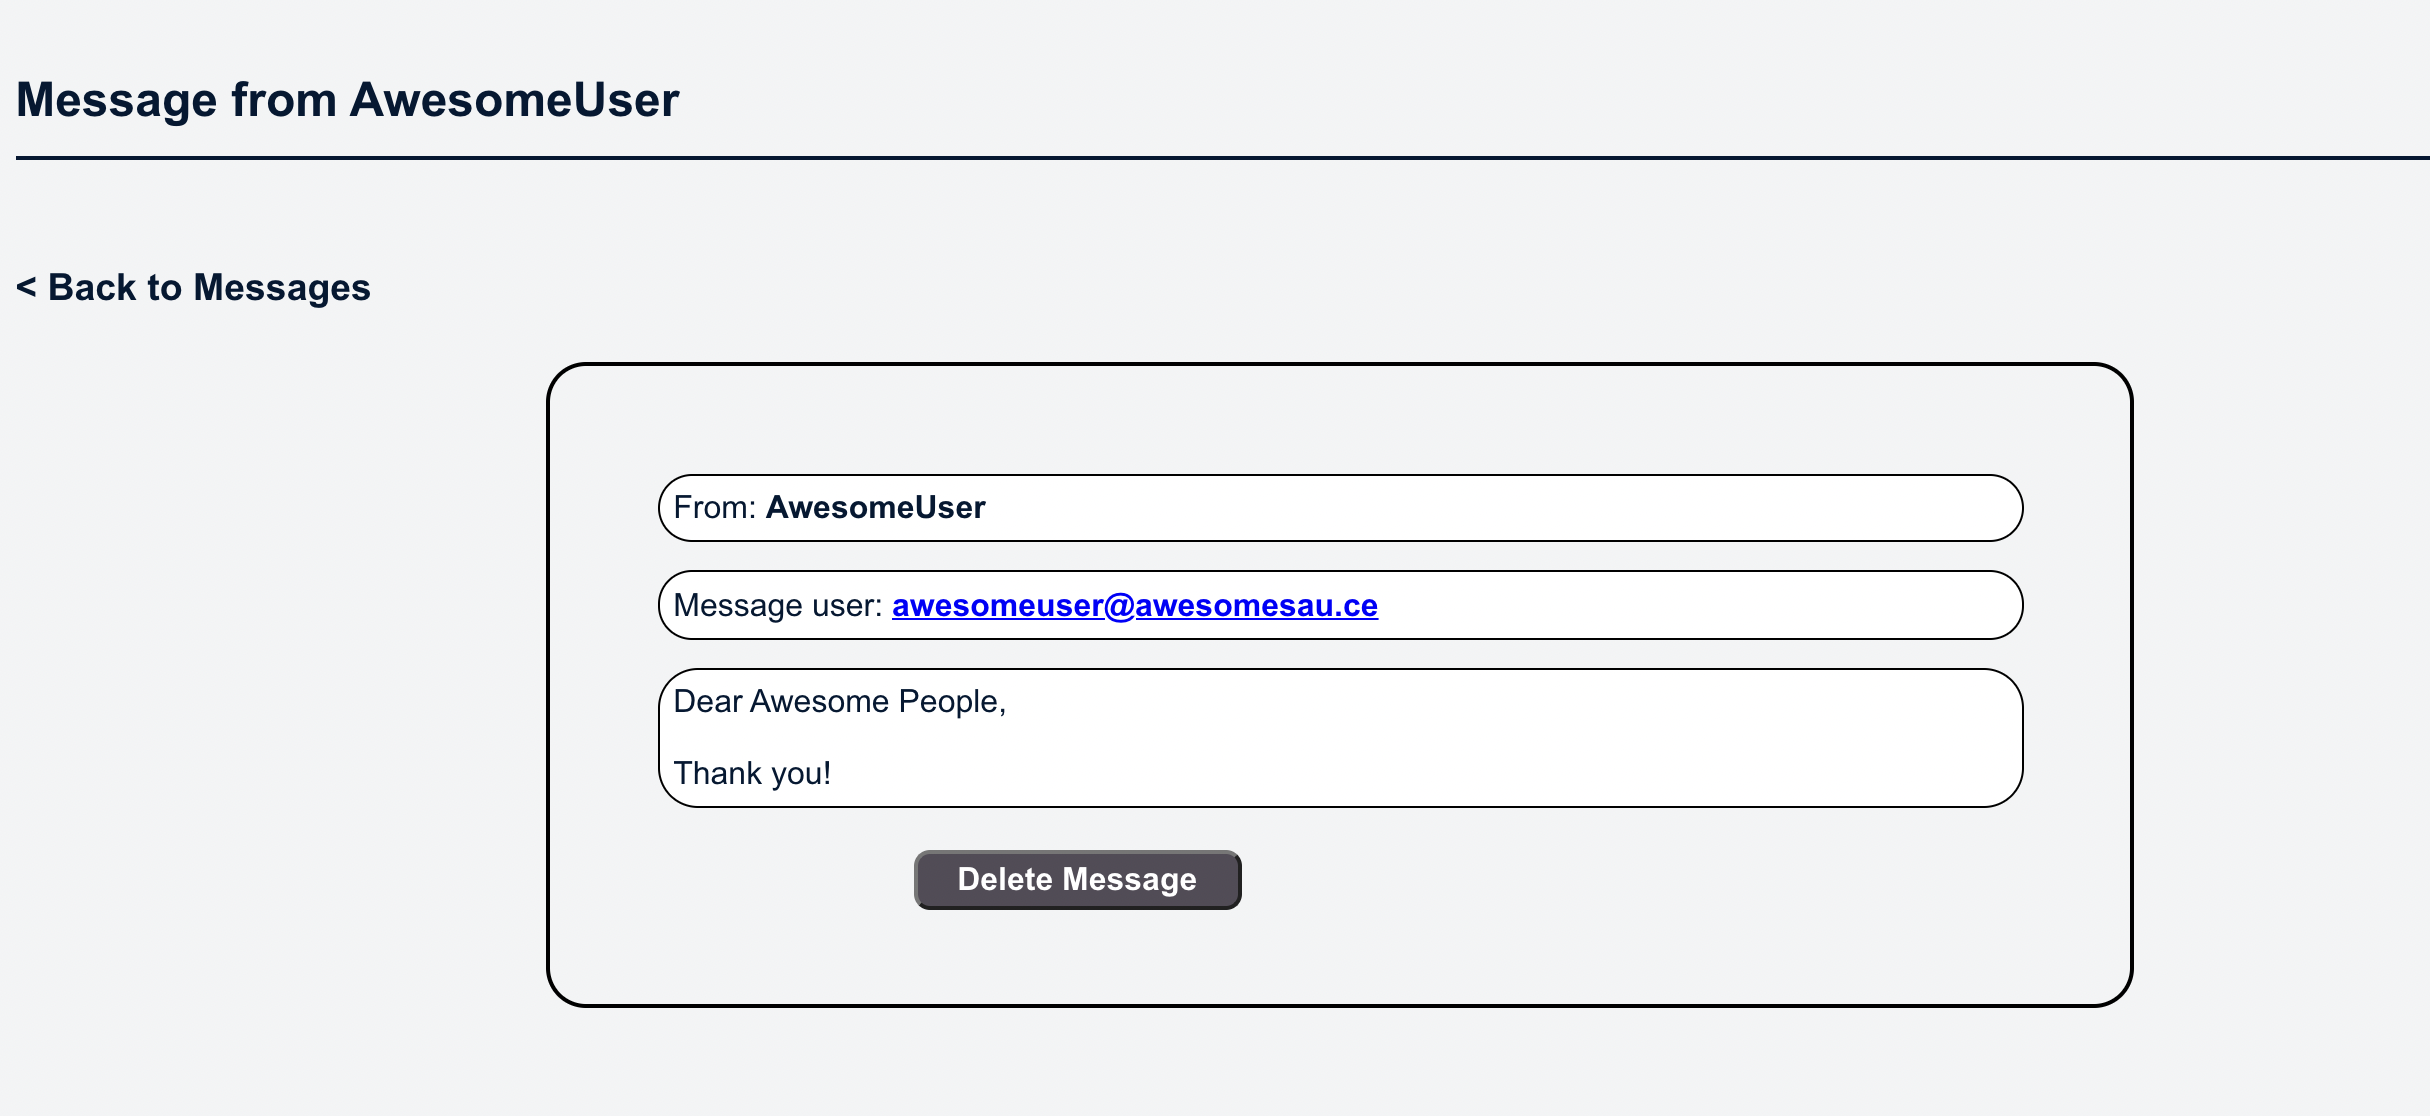 Message from AwesomeUser
< Back to Messages
From: AwesomeUser
Message user: awesomeuser@awesomesau.ce
Dear Awesome People,
Thank you!
Delete Message